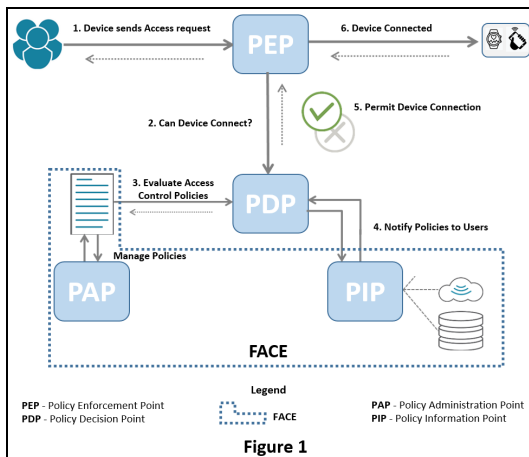 1. Device sends Access request
6. Device Connected
PEP
2. Can Device Connect?
5. Permit Device Connection
3. Evaluate Access
Control Policies
PDP
4. Notify Policies to Users
Manage Policies
PAP
PIP
FACE
Legend
PEP - Policy Enforcement Point
PDP - Policy Decision Point
FACE
PAP - Policy Administration Point
PIP - Policy Information Point
Figure 1